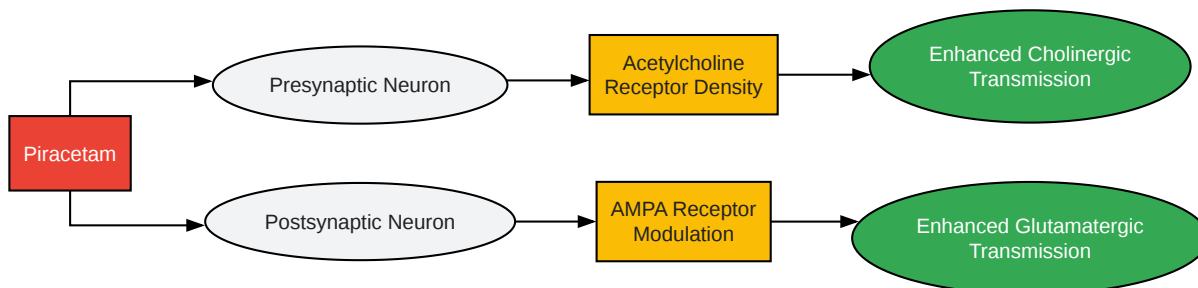 Piracetam
Presynaptic Neuron
Acetylcholine
Receptor Density
Enhanced Cholinergic
Transmission
Postsynaptic Neuron
AMPA Receptor
Modulation
Enhanced Glutamatergic
Transmission